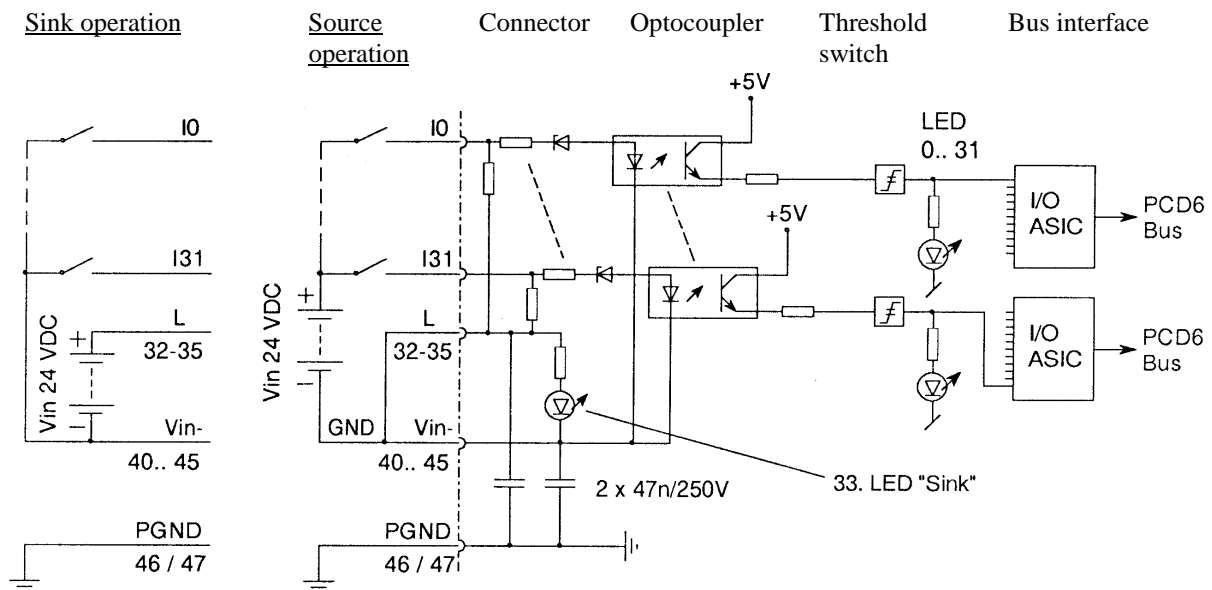 Sink operation
Source
operation
Connector
Optocoupler
Threshold
switch
Bus interface
+5V
I0
I0
LED
0.. 31
I/O
ASIC
PCD6
Bus
+5V
I31
I31
Vin 24 VDC
+
-
L
32-35
Vin 24 VDC
+
-
L
32-35
I/O
ASIC
PCD6
Bus
Vin-
40.. 45
GND
Vin-
40.. 45
2 x 47n/250V
33. LED "Sink"
PGND
46 / 47
PGND
46 / 47